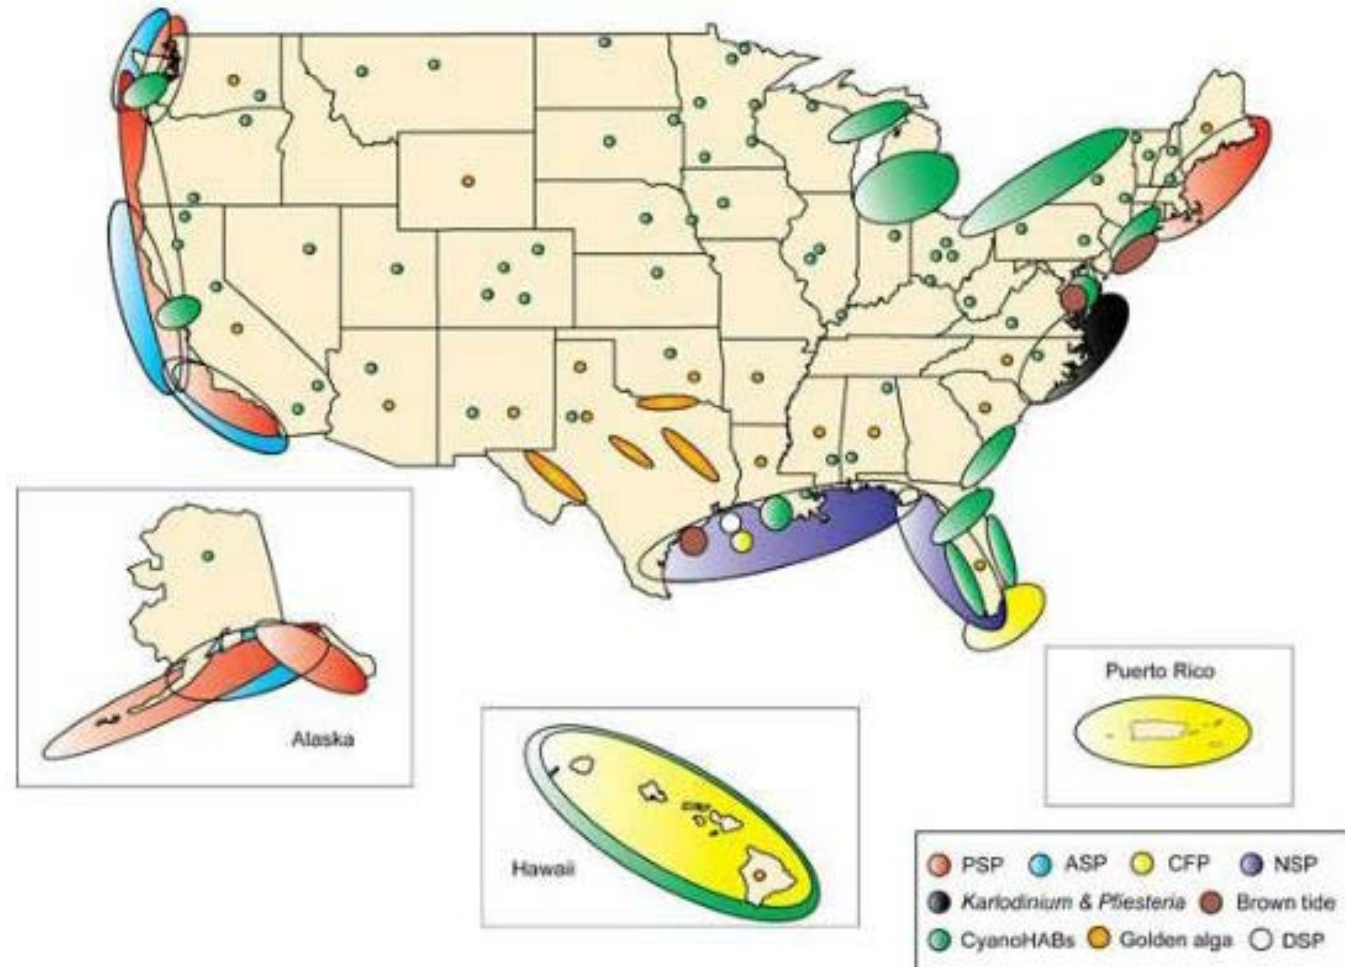 Puerto Rico
Alaska
Hawaii
PSP ASP CFP NSP
Karlodinium & Pfiesteria Brown tide
CyanoHABs Golden alga DSP